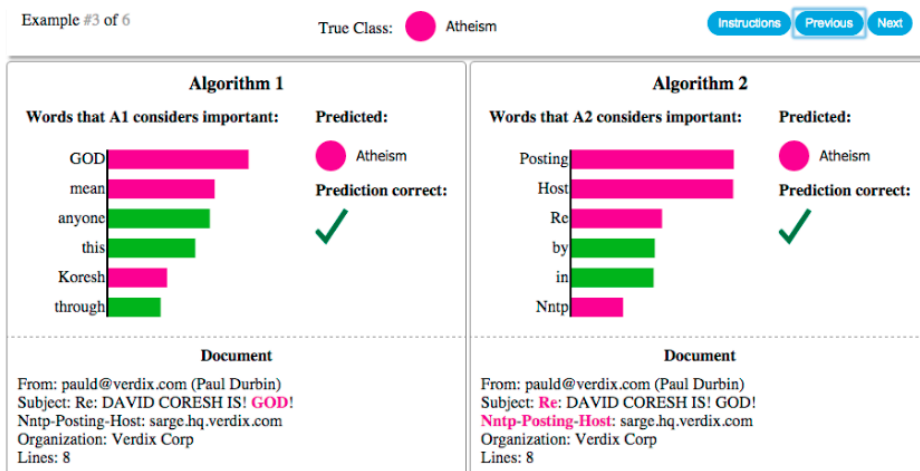 Example #3 of 6
True Class: Atheism
Instructions Previous Next
Algorithm 1
Words that A1 considers important: Predicted:
GOD
mean
anyone
this
Koresh
through
Atheism
Prediction correct:
Document
From: pauld@verdix.com (Paul Durbin)
Subject: Re: DAVID CORESH IS! GOD!
Nntp-Posting-Host: sarge.hq.verdix.com
Organization: Verdix Corp
Lines: 8
Algorithm 2
Words that A2 considers important: Predicted:
Posting
Host
Re
by
in
Nntp
Atheism
Prediction correct:
Document
From: pauld@verdix.com (Paul Durbin)
Subject: Re: DAVID CORESH IS! GOD!
Nntp-Posting-Host: sarge.hq.verdix.com
Organization: Verdix Corp
Lines: 8